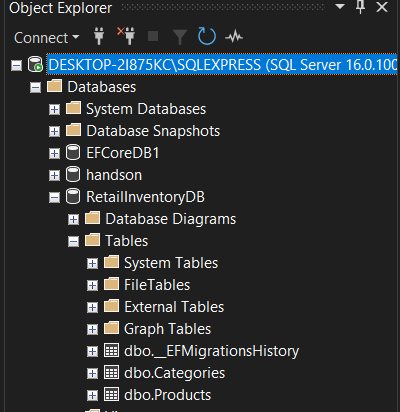 Object Explorer
Connect
DESKTOP-2I875KC\SQLEXPRESS (SQL Server 16.0.100
Databases
System Databases
Database Snapshots
EFCoreDB1
handson
RetailInventoryDB
Database Diagrams
Tables
System Tables
FileTables
External Tables
Graph Tables
dbo.__EFMigrationsHistory
dbo.Categories
dbo.Products